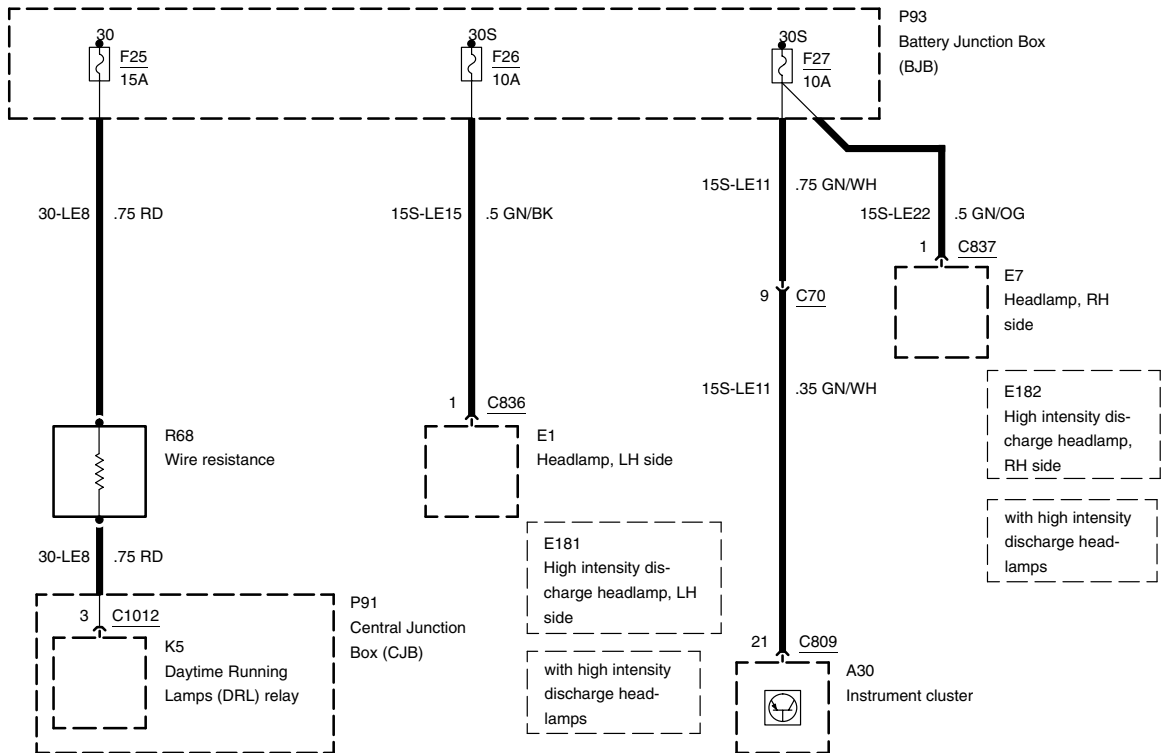 P93
Battery Junction Box
(BJB)
30
F25
15A
30S
F26
10A
30S
F27
10A
30-LE8 .75 RD
15S-LE15 .5 GN/BK
15S-LE11 .75 GN/WH
15S-LE22 .5 GN/OG
1 C837
E7
Headlamp, RH
side
9 C70
E182
High intensity dis-
charge headlamp,
RH side
with high intensity
discharge head-
lamps
15S-LE11 .35 GN/WH
1 C836
E1
Headlamp, LH side
R68
Wire resistance
E181
High intensity dis-
charge headlamp, LH
side
with high intensity
discharge head-
lamps
30-LE8 .75 RD
P91
Central Junction
Box (CJB)
3 C1012
K5
Daytime Running
Lamps (DRL) relay
21 C809
A30
Instrument cluster